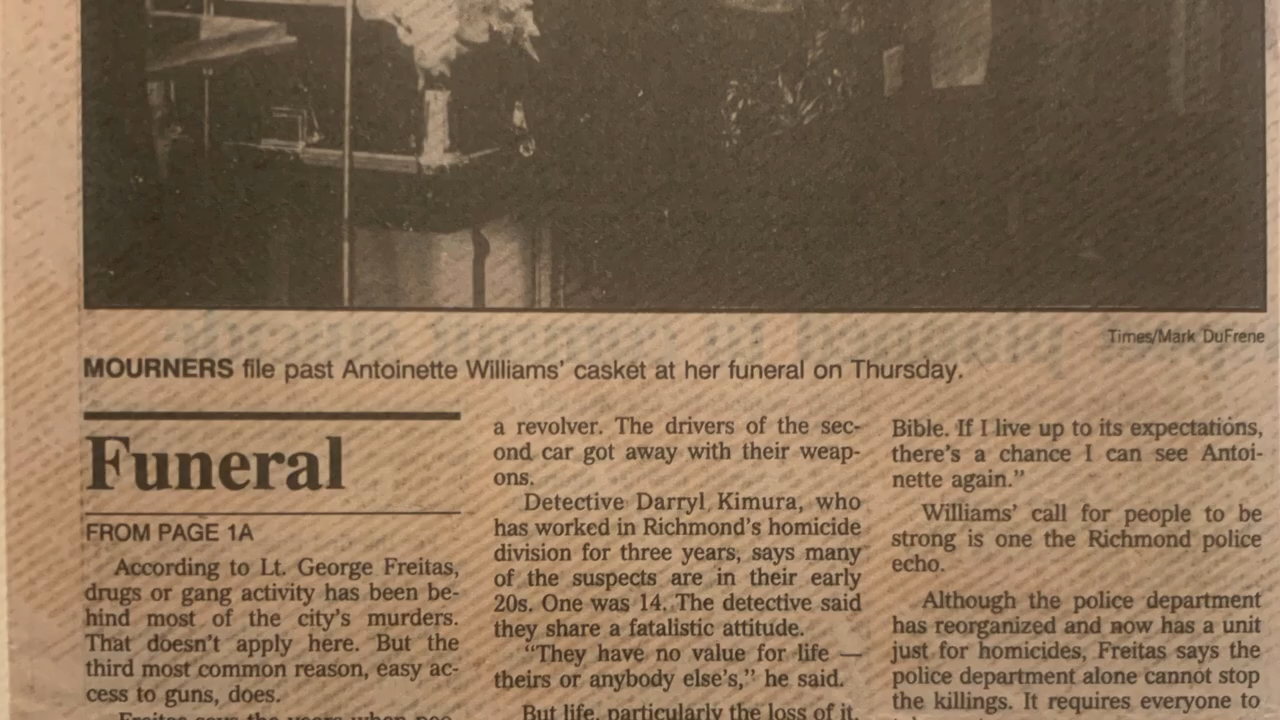 Times/Mark DuFrene
MOURNERS file past Antoinette Williams' casket at her funeral on Thursday.
Funeral
FROM PAGE 1A
According to Lt. George Freitas,
drugs or gang activity has been be-
hind most of the city's murders.
That doesn't apply here. But the
third most common reason, easy ac-
cess to guns, does.
Freitas says the years when peo-
a revolver. The drivers of the sec-
ond car got away with their weap-
ons.
Detective Darryl Kimura, who
has worked in Richmond's homicide
division for three years, says many
of the suspects are in their early
20s. One was 14. The detective said
they share a fatalistic attitude.
"They have no value for life —
theirs or anybody else's," he said.
But life, particularly the loss of it,
Bible. If I live up to its expectations,
there's a chance I can see Antoi-
nette again."
Williams' call for people to be
strong is one the Richmond police
echo.
Although the police department
has reorganized and now has a unit
just for homicides, Freitas says the
police department alone cannot stop
the killings. It requires everyone to